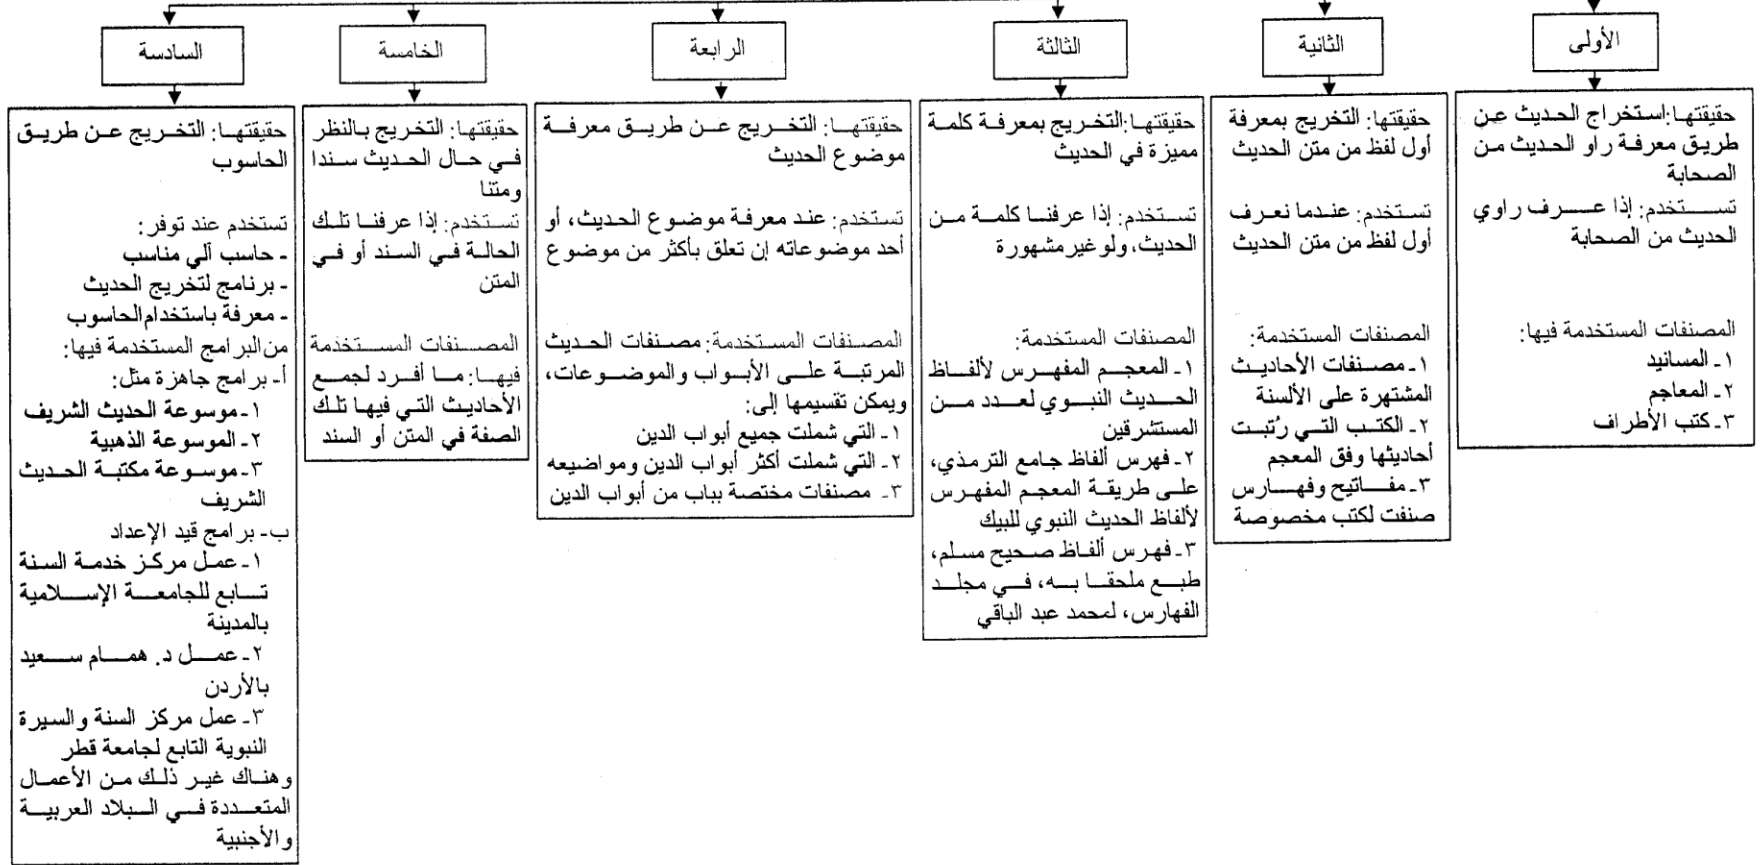 الأولى
حقيقتها: استخراج الحديث عن
طريق معرفة راو الحديث من
الصحابة
تستخدم: إذا عرف راوي
الحديث من الصحابة
المصنفات المستخدمة فيها:
١- المسانيد
٢- المعاجم
٣- كتب الأطراف
الثانية
حقيقتها: التخريج بمعرفة
أول لفظ من متن الحديث
تستخدم: عندما نعرف
أول لفظ من متن الحديث
المصنفات المستخدمة:
١- مصنفات الأحاديث
المشتهرة على الألسنة
٢- الكتب التي رُتبت
أحاديثها وفق المعجم
٣- مفاتيح وفهارس
صنفت لكتب مخصوصة
الثالثة
حقيقتها: التخريج بمعرفة كلمة
مميزة في الحديث
تستخدم: إذا عرفنا كلمة من
الحديث، ولو غير مشهورة
المصنفات المستخدمة:
١- المعجم المفهرس لألفاظ
الحديث النبوي لعدد من
المستشرقين
٢- فهرس ألفاظ جامع الترمذي،
على طريقة المعجم المفهرس
لألفاظ الحديث النبوي للبيك
٣- فهرس ألفاظ صحيح مسلم،
طبع ملحقا به، في مجلد
الفهارس، لمحمد عبد الباقي
الرابعة
حقيقتها: التخريج عن طريق معرفة
موضوع الحديث
تستخدم: عند معرفة موضوع الحديث، أو
أحد موضوعاته إن تعلق بأكثر من موضوع
المصنفات المستخدمة: مصنفات الحديث
المرتبة على الأبواب والموضوعات،
ويمكن تقسيمها إلى:
١- التي شملت جميع أبواب الدين
٢- التي شملت أكثر أبواب الدين ومواضيعه
٣- مصنفات مختصة بباب من أبواب الدين
الخامسة
حقيقتها: التخريج بالنظر
في حال الحديث سندا
ومتنا
تستخدم: إذا عرفنا تلك
الحالة في السند أو في
المتن
المصنفات المستخدمة
فيها: ما أفرد لجمع
الأحاديث التي فيها تلك
الصفة في المتن أو السند
السادسة
حقيقتها: التخريج عن طريق
الحاسوب
تستخدم عند توفر:
- حاسب آلي مناسب
- برنامج لتخريج الحديث
- معرفة باستخدام الحاسوب
من البرامج المستخدمة فيها:
أ- برامج جاهزة مثل:
١- موسوعة الحديث الشريف
٢- الموسوعة الذهبية
٣- موسوعة مكتبة الحديث
الشريف
ب- برامج قيد الإعداد
١- عمل مركز خدمة السنة
تابع للجامعة الإسلامية
بالمدينة
٢- عمل د. همام سعيد
بالأردن
٣- عمل مركز السنة والسيرة
النبوية التابع لجامعة قطر
وهناك غير ذلك من الأعمال
المتعددة في البلاد العربية
والأجنبية